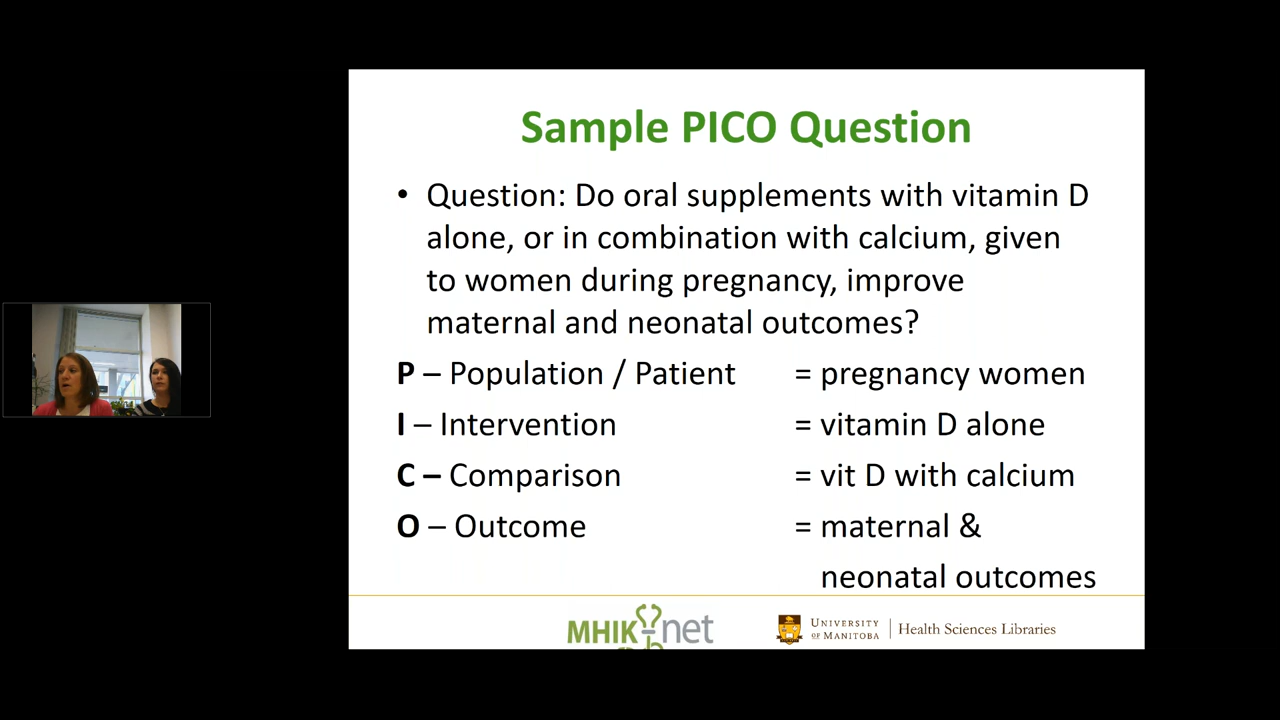 Sample PICO Question
• Question: Do oral supplements with vitamin D
alone, or in combination with calcium, given
to women during pregnancy, improve
maternal and neonatal outcomes?
P – Population / Patient = pregnancy women
I – Intervention = vitamin D alone
C – Comparison = vit D with calcium
O – Outcome = maternal &
neonatal outcomes
MHIKnet
UNIVERSITY
OF MANITOBA
Health Sciences Libraries